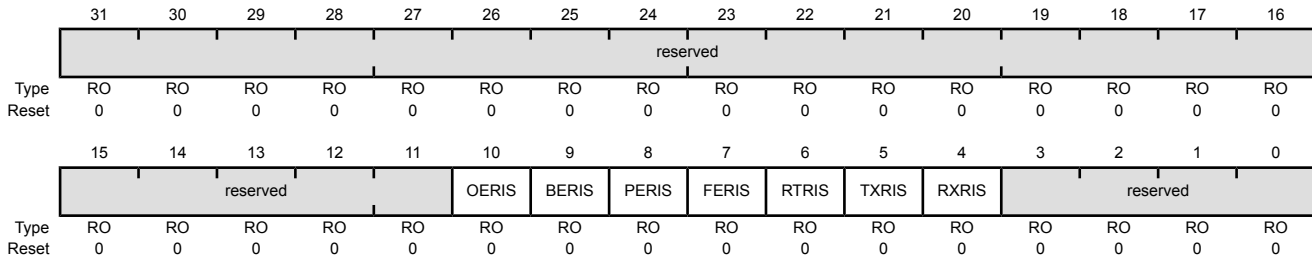 31 30 29 28 27 26 25 24 23 22 21 20 19 18 17 16
reserved
Type RO RO RO RO RO RO RO RO RO RO RO RO RO RO RO RO
Reset 0 0 0 0 0 0 0 0 0 0 0 0 0 0 0 0
15 14 13 12 11 10 9 8 7 6 5 4 3 2 1 0
reserved OERIS BERIS PERIS FERIS RTRIS TXRIS RXRIS reserved
Type RO RO RO RO RO RO RO RO RO RO RO RO RO RO RO RO
Reset 0 0 0 0 0 0 0 0 0 0 0 0 0 0 0 0